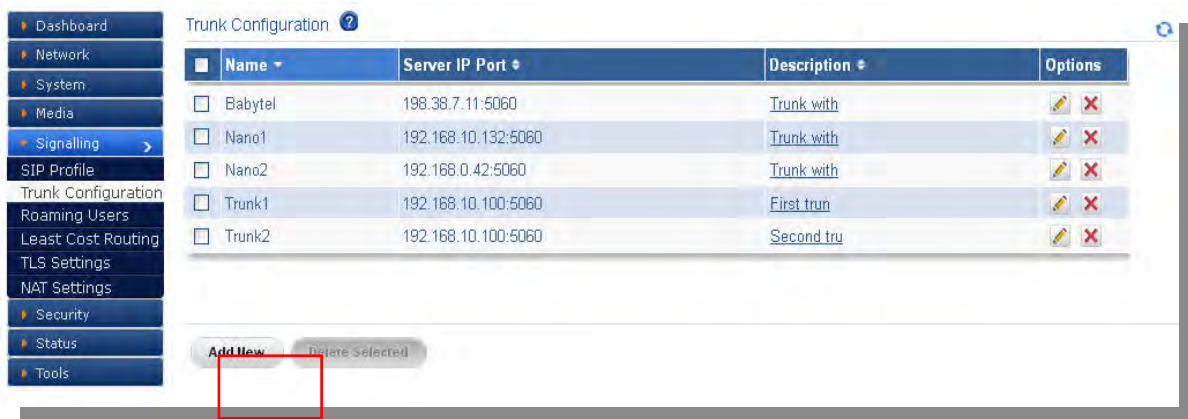 Dashboard
Network
System
Media
Signalling
SIP Profile
Trunk Configuration
Roaming Users
Least Cost Routing
TLS Settings
NAT Settings
Security
Status
Tools
Trunk Configuration ?
Name Server IP Port Description Options
Babytel 198.38.7.11:5060 Trunk with
Nano1 192.168.10.132:5060 Trunk with
Nano2 192.168.0.42:5060 Trunk with
Trunk1 192.168.10.100:5060 First trun
Trunk2 192.168.10.100:5060 Second tru
Add New Delete Selected